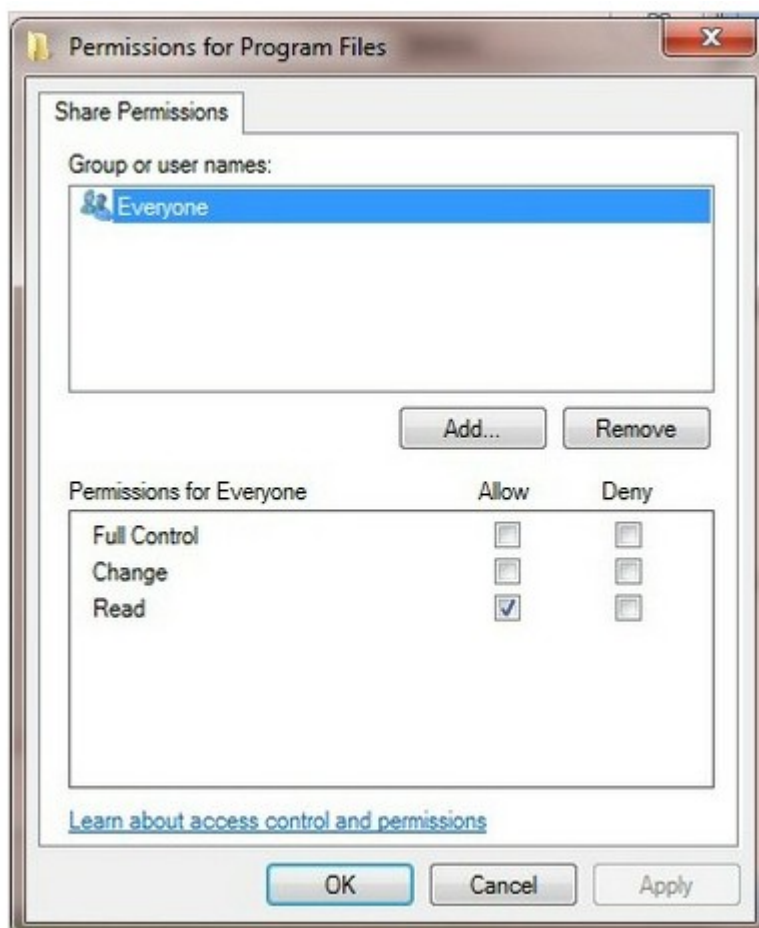 Permissions for Program Files
Share Permissions
Group or user names:
Everyone
Add...
Remove
Permissions for Everyone Allow Deny
Full Control
Change
Read
Learn about access control and permissions
OK
Cancel
Apply